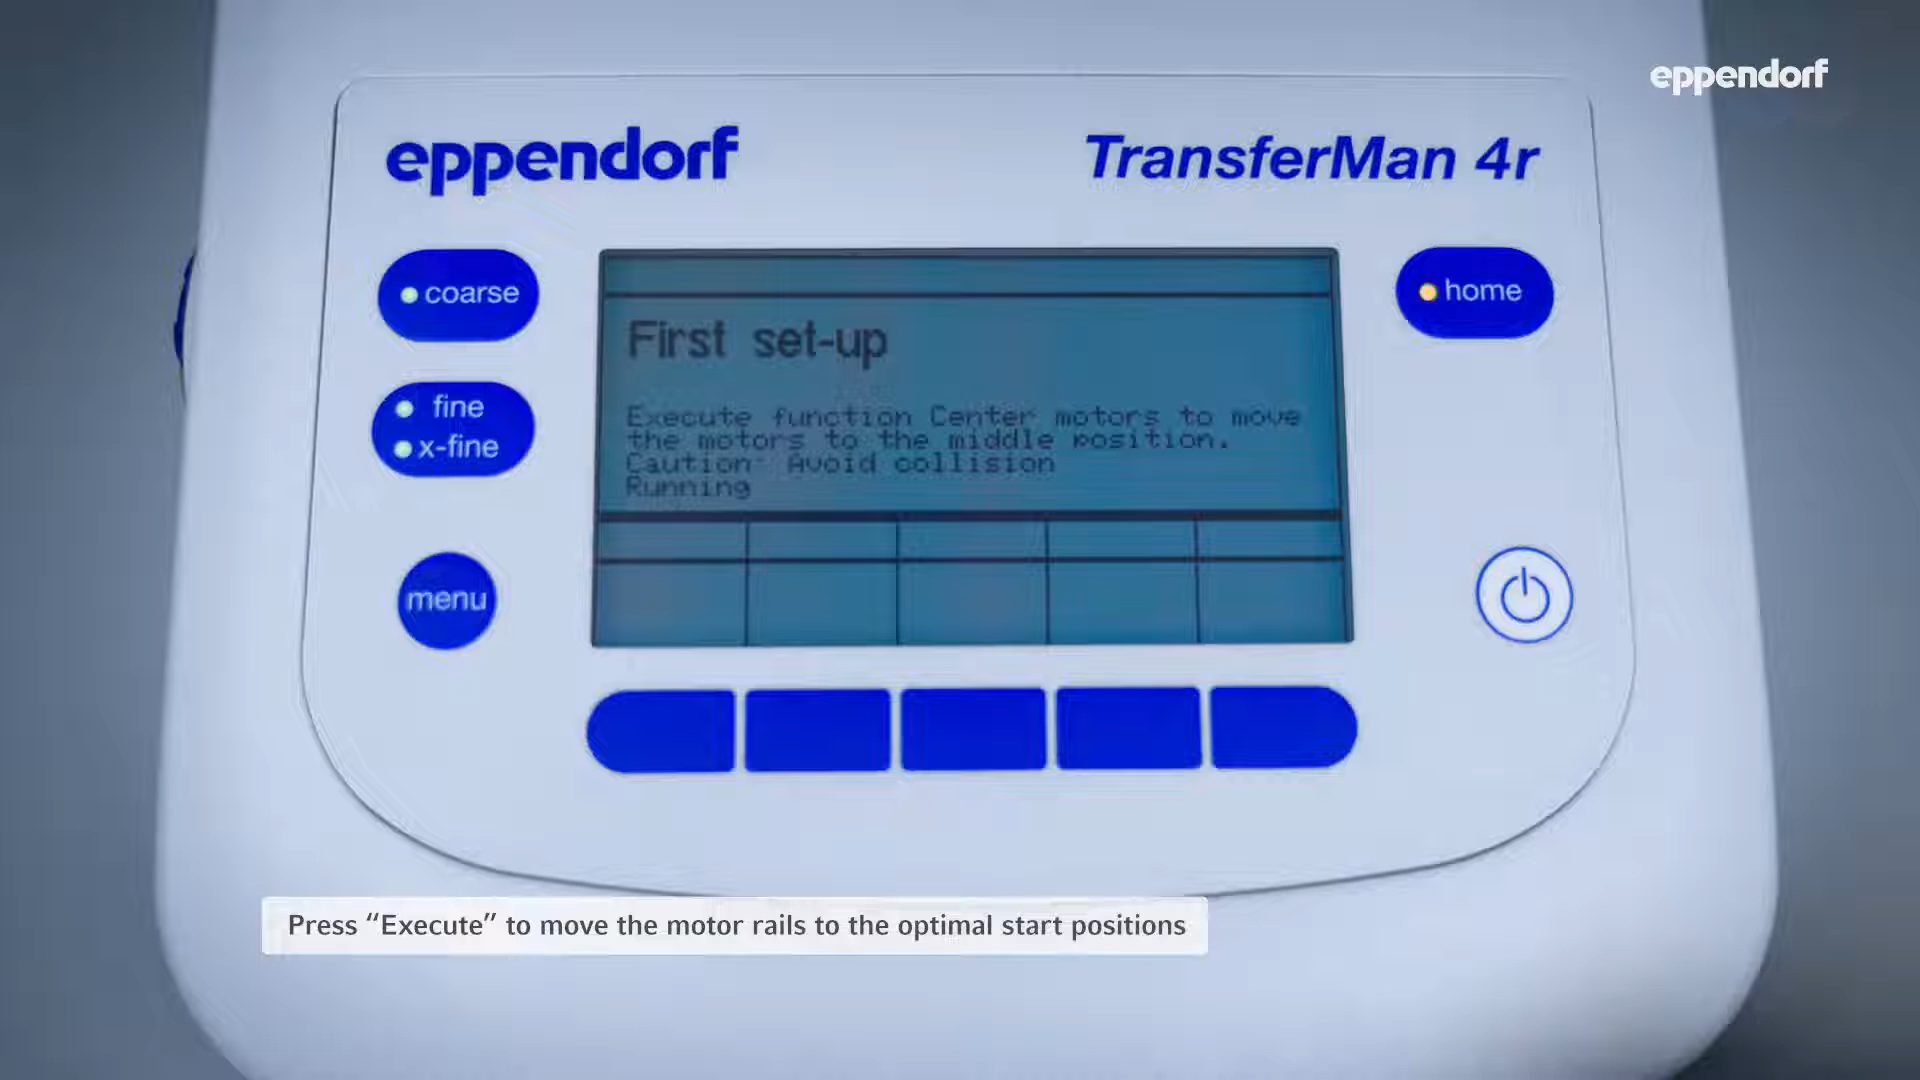 eppendorf
eppendorf
TransferMan 4r
coarse
home
fine
x-fine
menu
First set-up
Execute function Center motors to move
the motors to the middle position.
Caution: Avoid collision
Running
Press “Execute” to move the motor rails to the optimal start positions